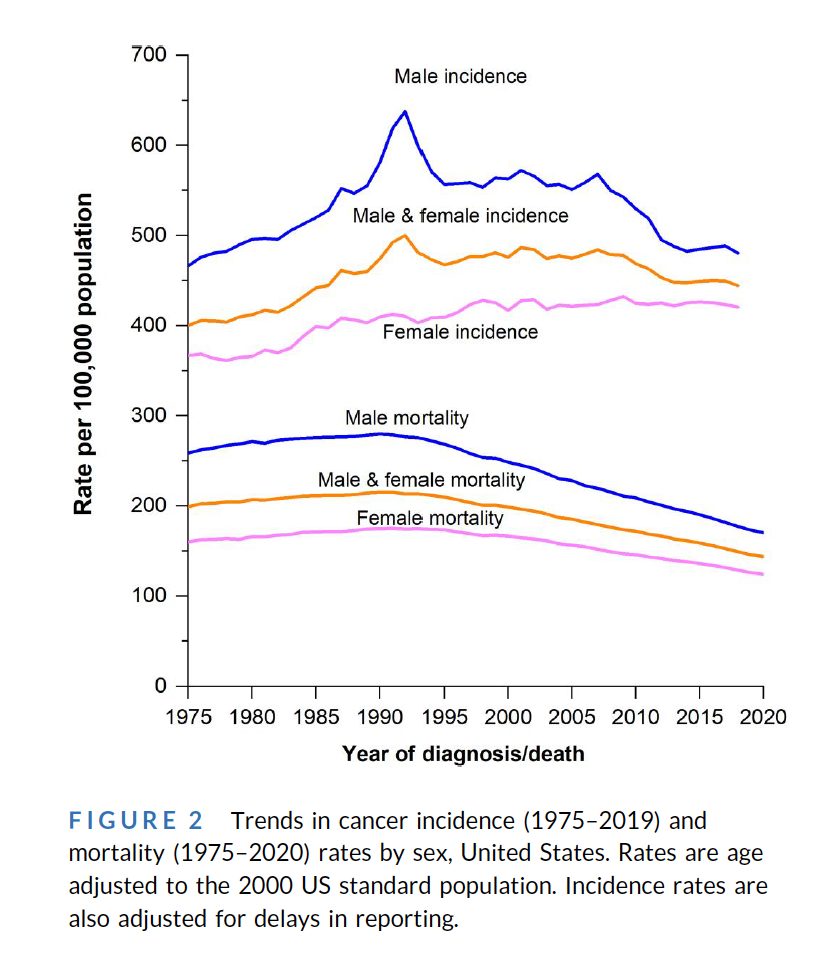 700
Male incidence
600
Male & female incidence
500
400
Female incidence
300
Male mortality
Male & female mortality
200
Female mortality
100
0
Rate per 100,000 population
1975 1980 1985 1990 1995 2000 2005 2010 2015 2020
Year of diagnosis/death
FIGURE 2 Trends in cancer incidence (1975–2019) and
mortality (1975–2020) rates by sex, United States. Rates are age
adjusted to the 2000 US standard population. Incidence rates are
also adjusted for delays in reporting.